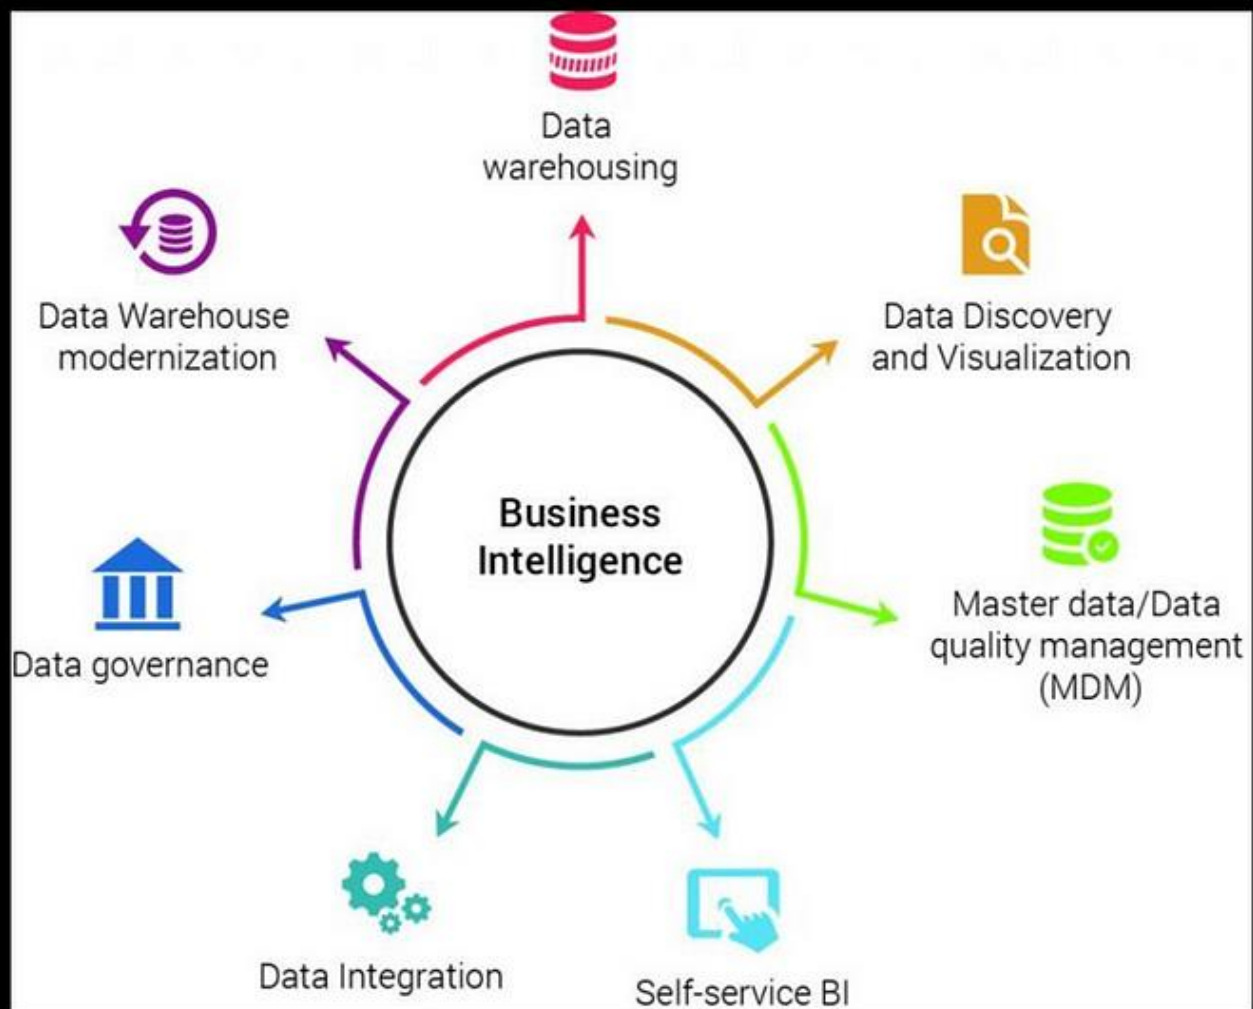 Data
warehousing
Data Discovery
and Visualization
Master data/Data
quality management
(MDM)
Self-service BI
Data Integration
Data governance
Data Warehouse
modernization
Business
Intelligence